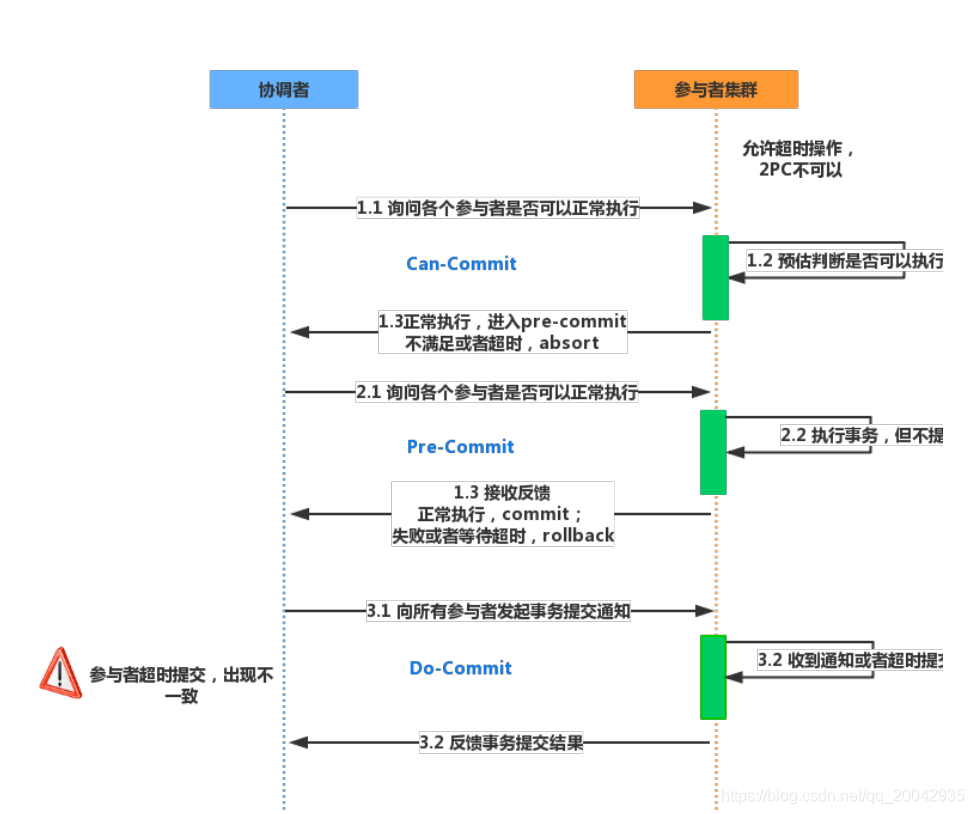 协调者
参与者集群
允许超时操作，
2PC不可以
1.1 询问各个参与者是否可以正常执行
Can-Commit
1.2 预估判断是否可以执行
1.3正常执行，进入pre-commit
不满足或者超时，absort
2.1 询问各个参与者是否可以正常执行
Pre-Commit
2.2 执行事务，但不提
1.3 接收反馈
正常执行，commit；
失败或者等待超时，rollback
3.1 向所有参与者发起事务提交通知
Do-Commit
3.2 收到通知或者超时提交
参与者超时提交，出现不
一致
3.2 反馈事务提交结果
https://blog.csdn.net/qq_20042935